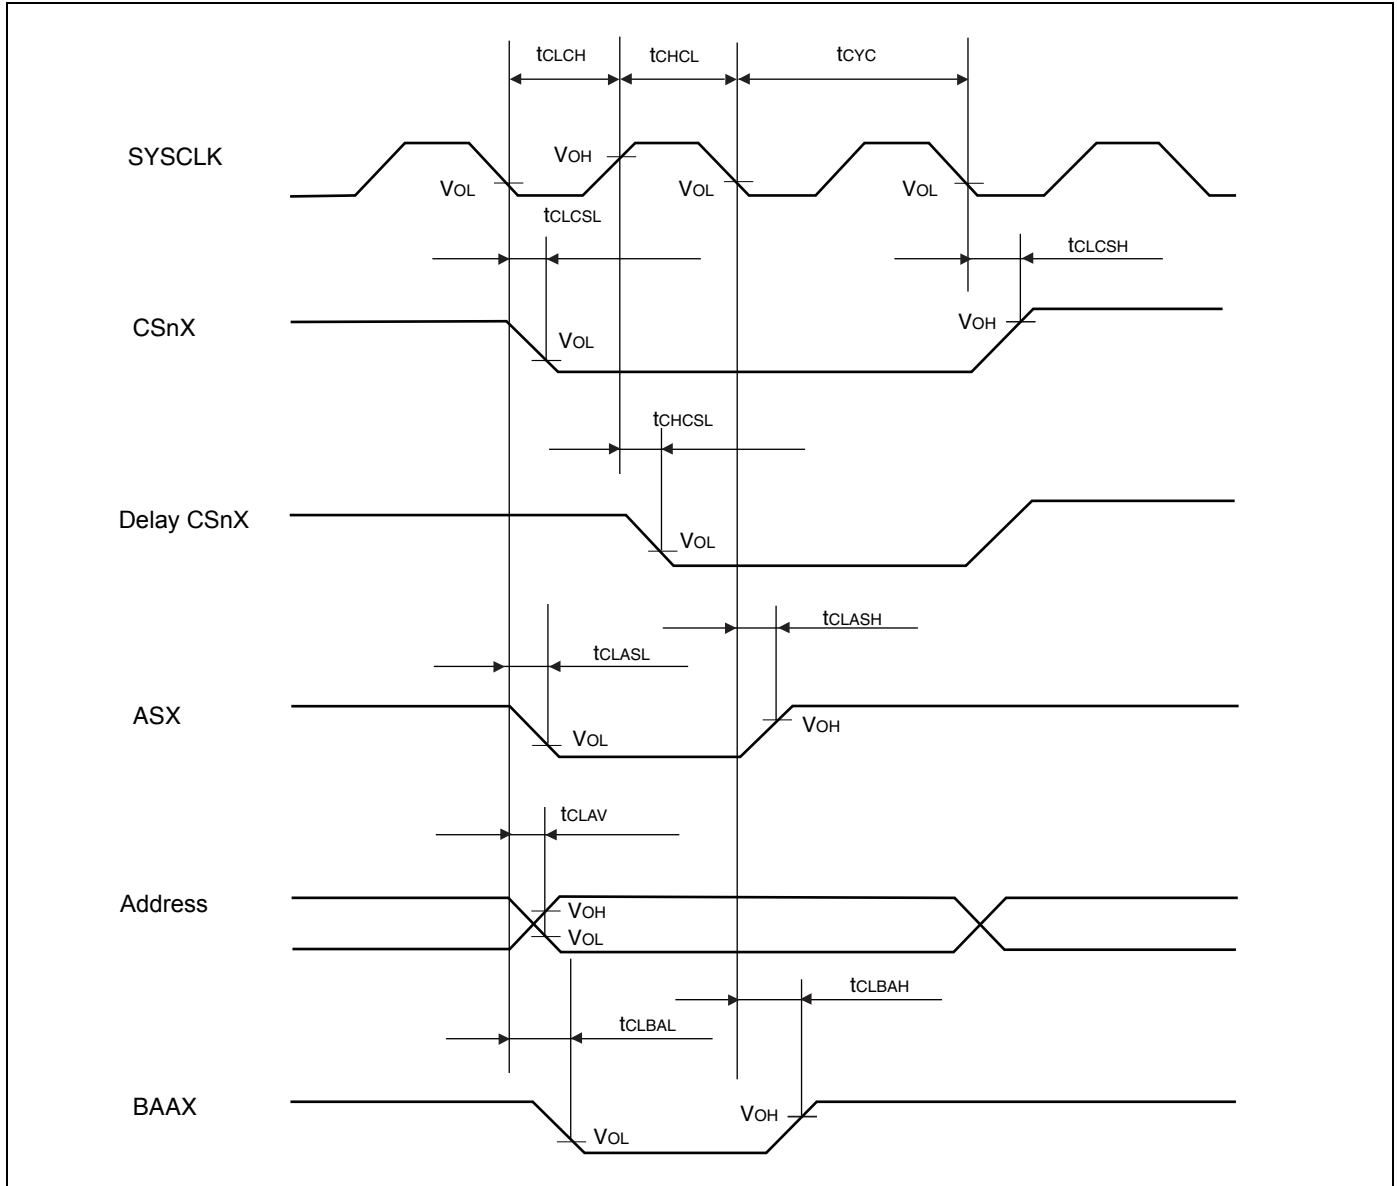 tCLCH tCHCL tCYC
SYSCLK VOH
VOL VOL VOL
tCLCSL
tCLCSH
CSnX VOH
VOL
tCHCSL
Delay CSnX
VOL
tCLASH
tCLASL
ASX
VOH
VOL
tCLAV
Address
VOH
VOL
tCLBAH
tCLBAL
BAAX VOH
VOL